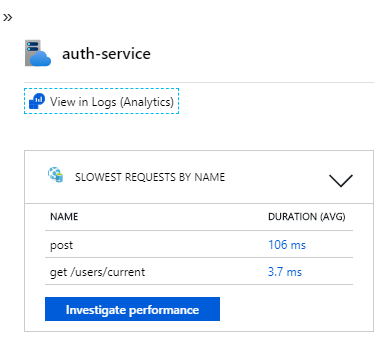 »
auth-service
View in Logs (Analytics)
SLOWEST REQUESTS BY NAME
NAME DURATION (AVG)
post 106 ms
get /users/current 3.7 ms
Investigate performance